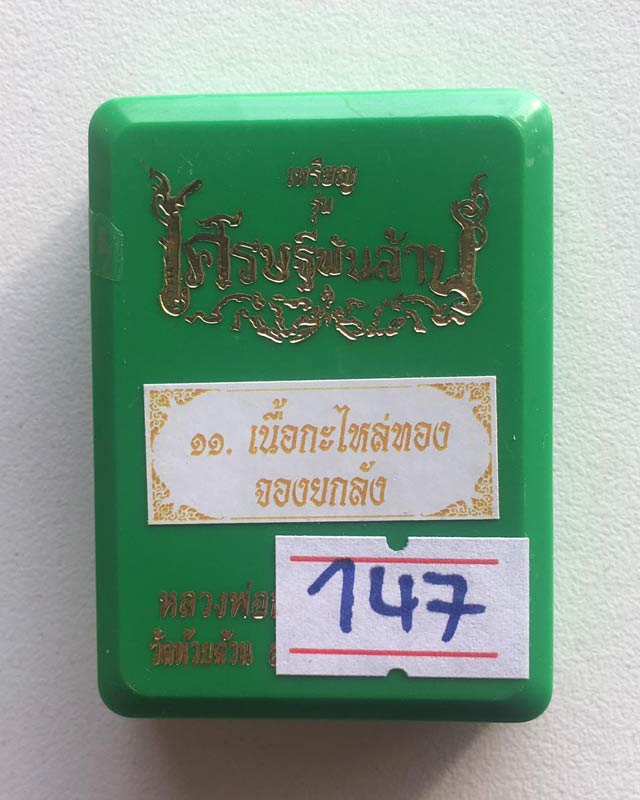 เหรียญ
รุ่น
เศรษฐีพันล้าน
๑๑. เนื้อกะไหล่ทอง
จองยกลัง
หลวงพ่อ
147
วัดห้วยด้วน